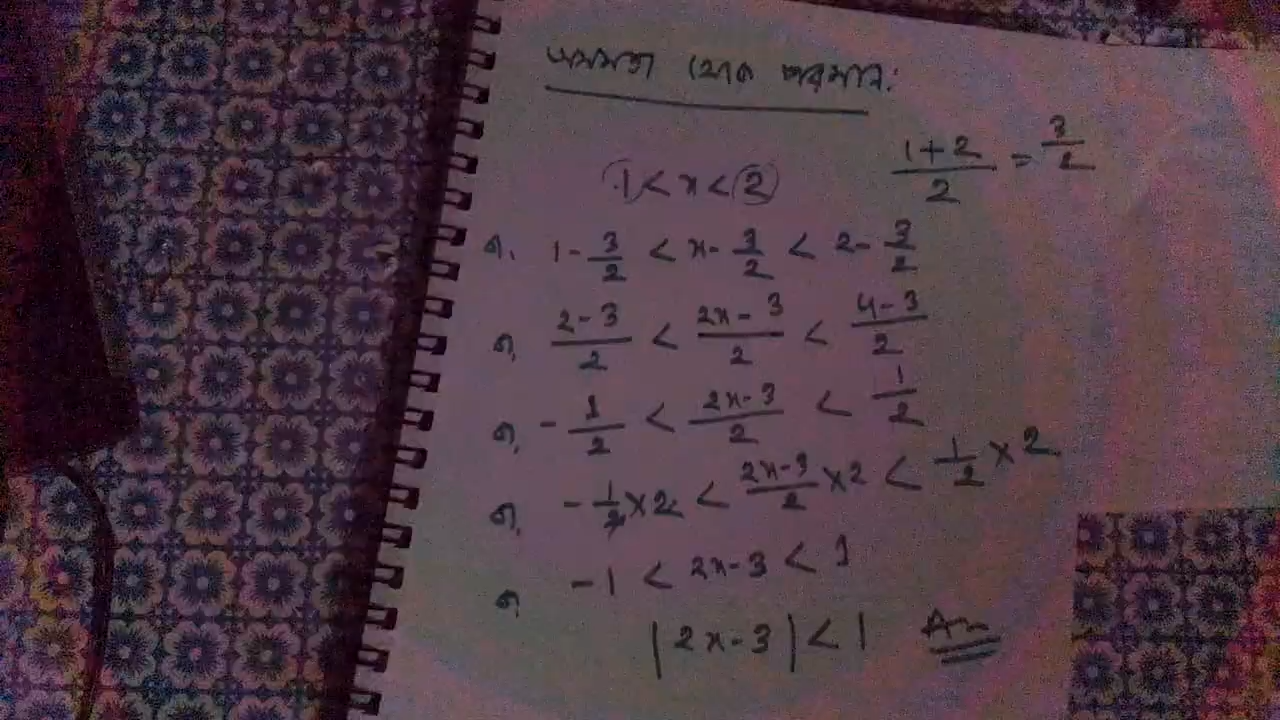 অসমতা থেকে পরমমান:
1 < x < 2
(1+2)/2 = 3/2
বা, 1 - 3/2 < x - 3/2 < 2 - 3/2
বা, (2-3)/2 < (2x-3)/2 < (4-3)/2
বা, -1/2 < (2x-3)/2 < 1/2
বা, -1/2 × 2 < (2x-3)/2 × 2 < 1/2 × 2
বা, -1 < 2x-3 < 1
|2x-3| < 1 Ans